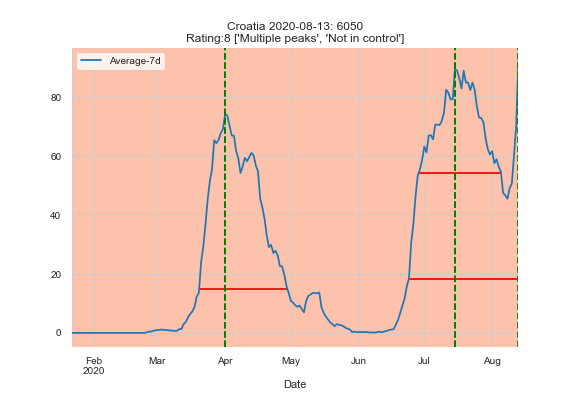 Croatia 2020-08-13: 6050
Rating:8 ['Multiple peaks', 'Not in control']
Average-7d
80
60
40
20
0
Feb Mar Apr May Jun Jul Aug
2020
Date